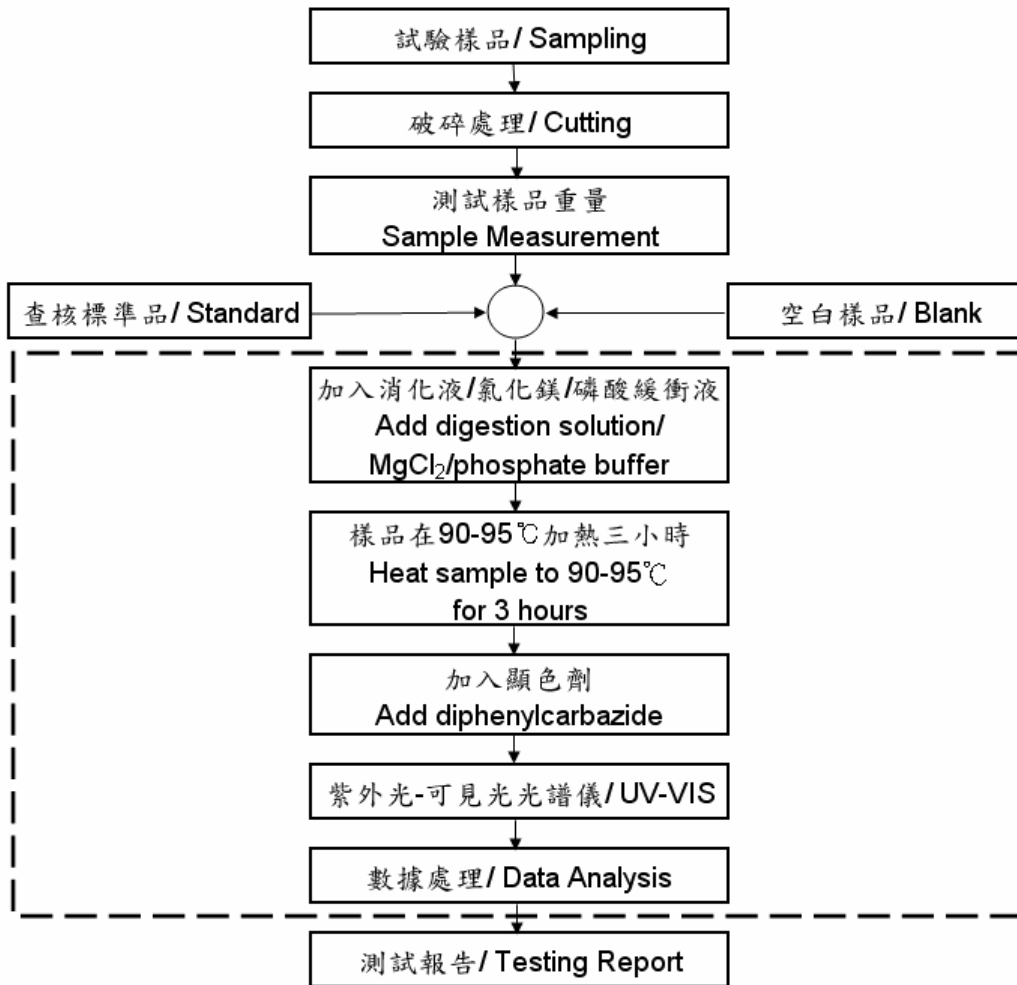 試驗樣品/ Sampling
破碎處理/ Cutting
測試樣品重量
Sample Measurement
查核標準品/ Standard
空白樣品/ Blank
加入消化液/氯化鎂/磷酸緩衝液
Add digestion solution/
MgCl₂/phosphate buffer
樣品在90-95℃加熱三小時
Heat sample to 90-95℃
for 3 hours
加入顯色劑
Add diphenylcarbazide
紫外光-可見光光譜儀/ UV-VIS
數據處理/ Data Analysis
測試報告/ Testing Report